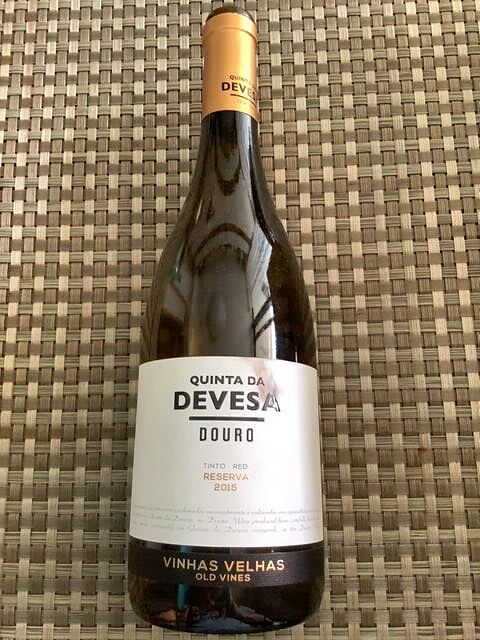 QUINTA DA
DEVESA
QUINTA DA
DEVESA
DOURO
TINTO · RED
RESERVA
2015
VINHAS VELHAS
OLD VINES